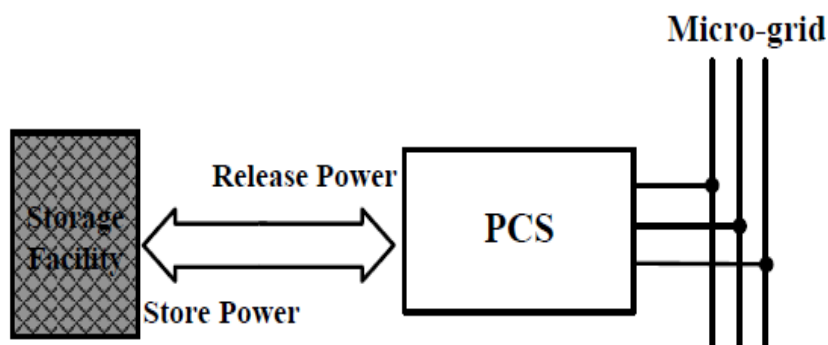 Micro-grid
Release Power
Storage
Facility
PCS
Store Power